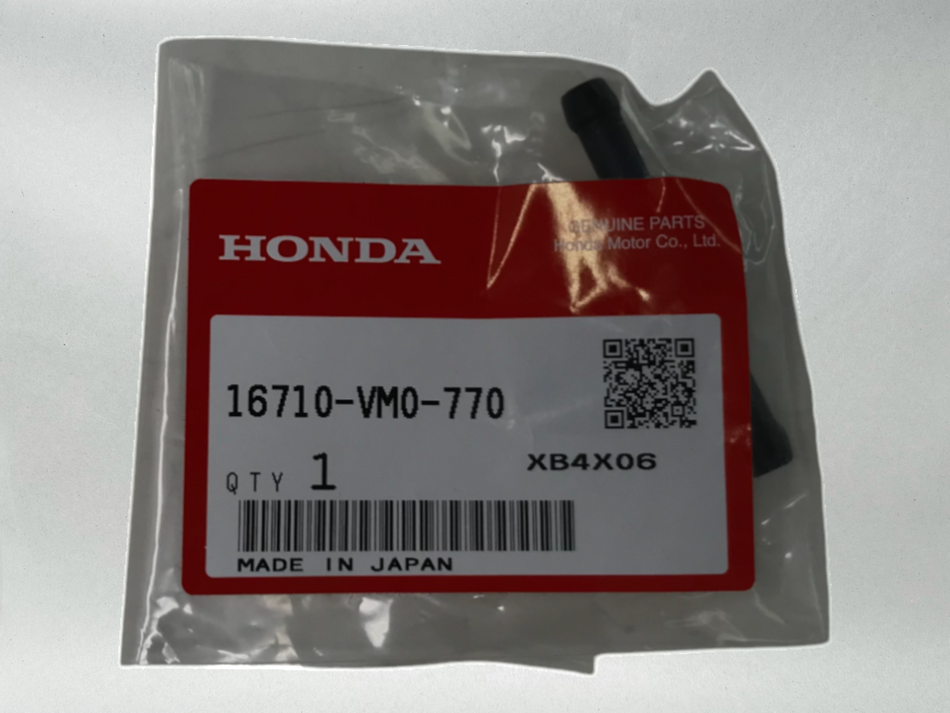 HONDA
GENUINE PARTS
Honda Motor Co., Ltd.
16710-VM0-770
XB4X06
QTY 1
MADE IN JAPAN